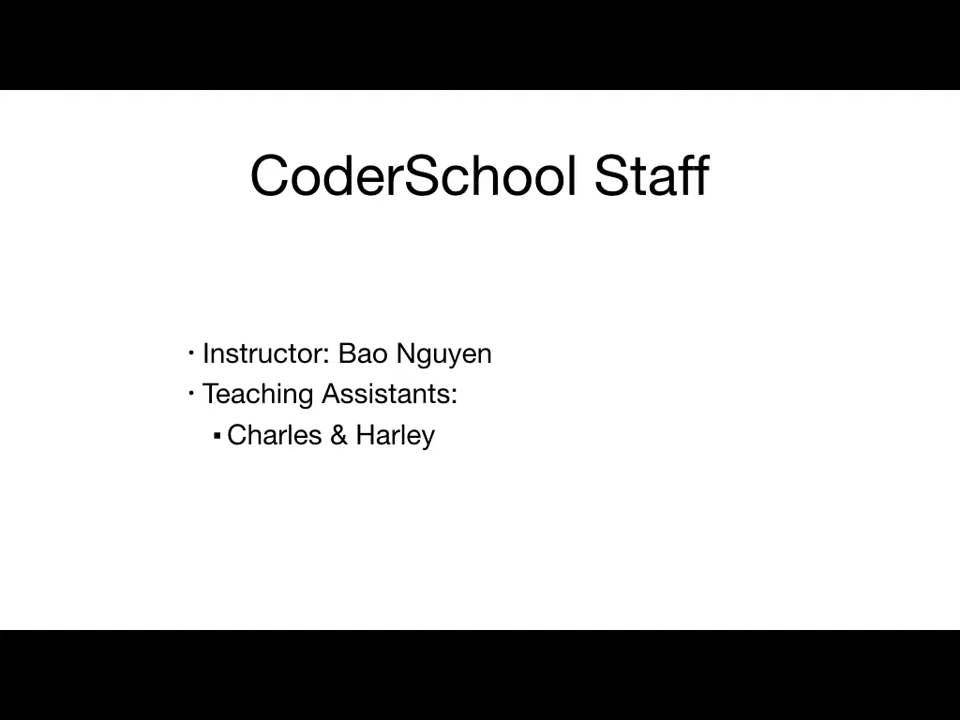 CoderSchool Staff
• Instructor: Bao Nguyen
• Teaching Assistants:
▪ Charles & Harley